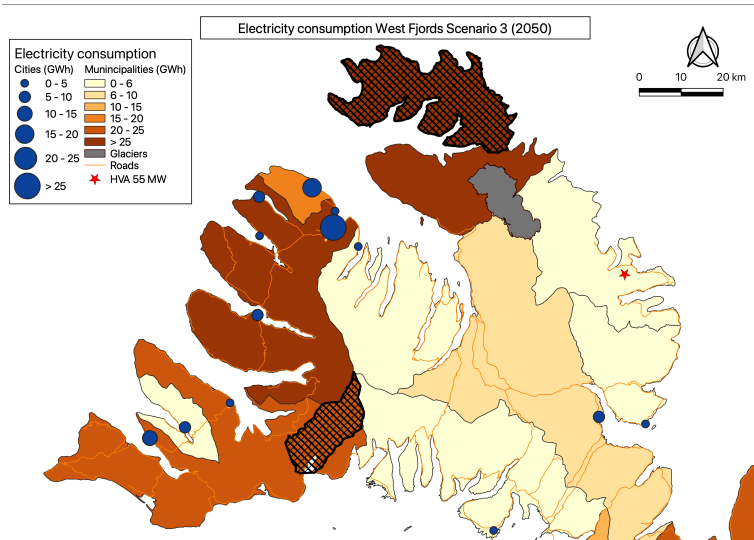 Electricity consumption West Fjords Scenario 3 (2050)
Electricity consumption
Cities (GWh) Munincipalities (GWh)
0 - 5 0 - 6
5 - 10 6 - 10
10 - 15 10 - 15
15 - 20 15 - 20
20 - 25 20 - 25
> 25 > 25
Glaciers
Roads
HVA 55 MW
0 10 20 km